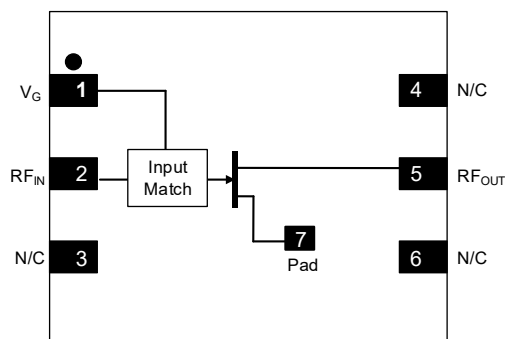 V_G 1
4 N/C
RF_IN 2
Input
Match
5 RF_OUT
7
Pad
N/C 3
6 N/C